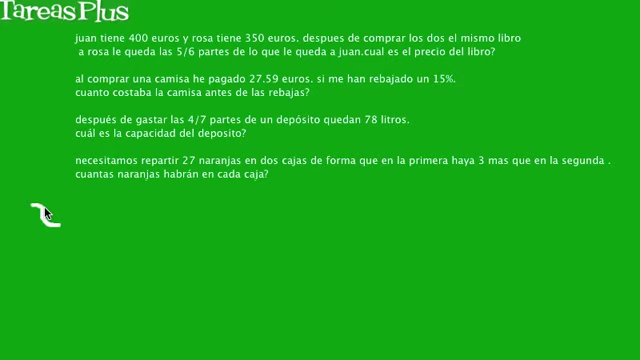 TareasPlus
juan tiene 400 euros y rosa tiene 350 euros. despues de comprar los dos el mismo libro
a rosa le queda las 5/6 partes de lo que le queda a juan.cual es el precio del libro?
al comprar una camisa he pagado 27.59 euros. si me han rebajado un 15%.
cuanto costaba la camisa antes de las rebajas?
después de gastar las 4/7 partes de un depósito quedan 78 litros.
cuál es la capacidad del deposito?
necesitamos repartir 27 naranjas en dos cajas de forma que en la primera haya 3 mas que en la segunda .
cuantas naranjas habrán en cada caja?